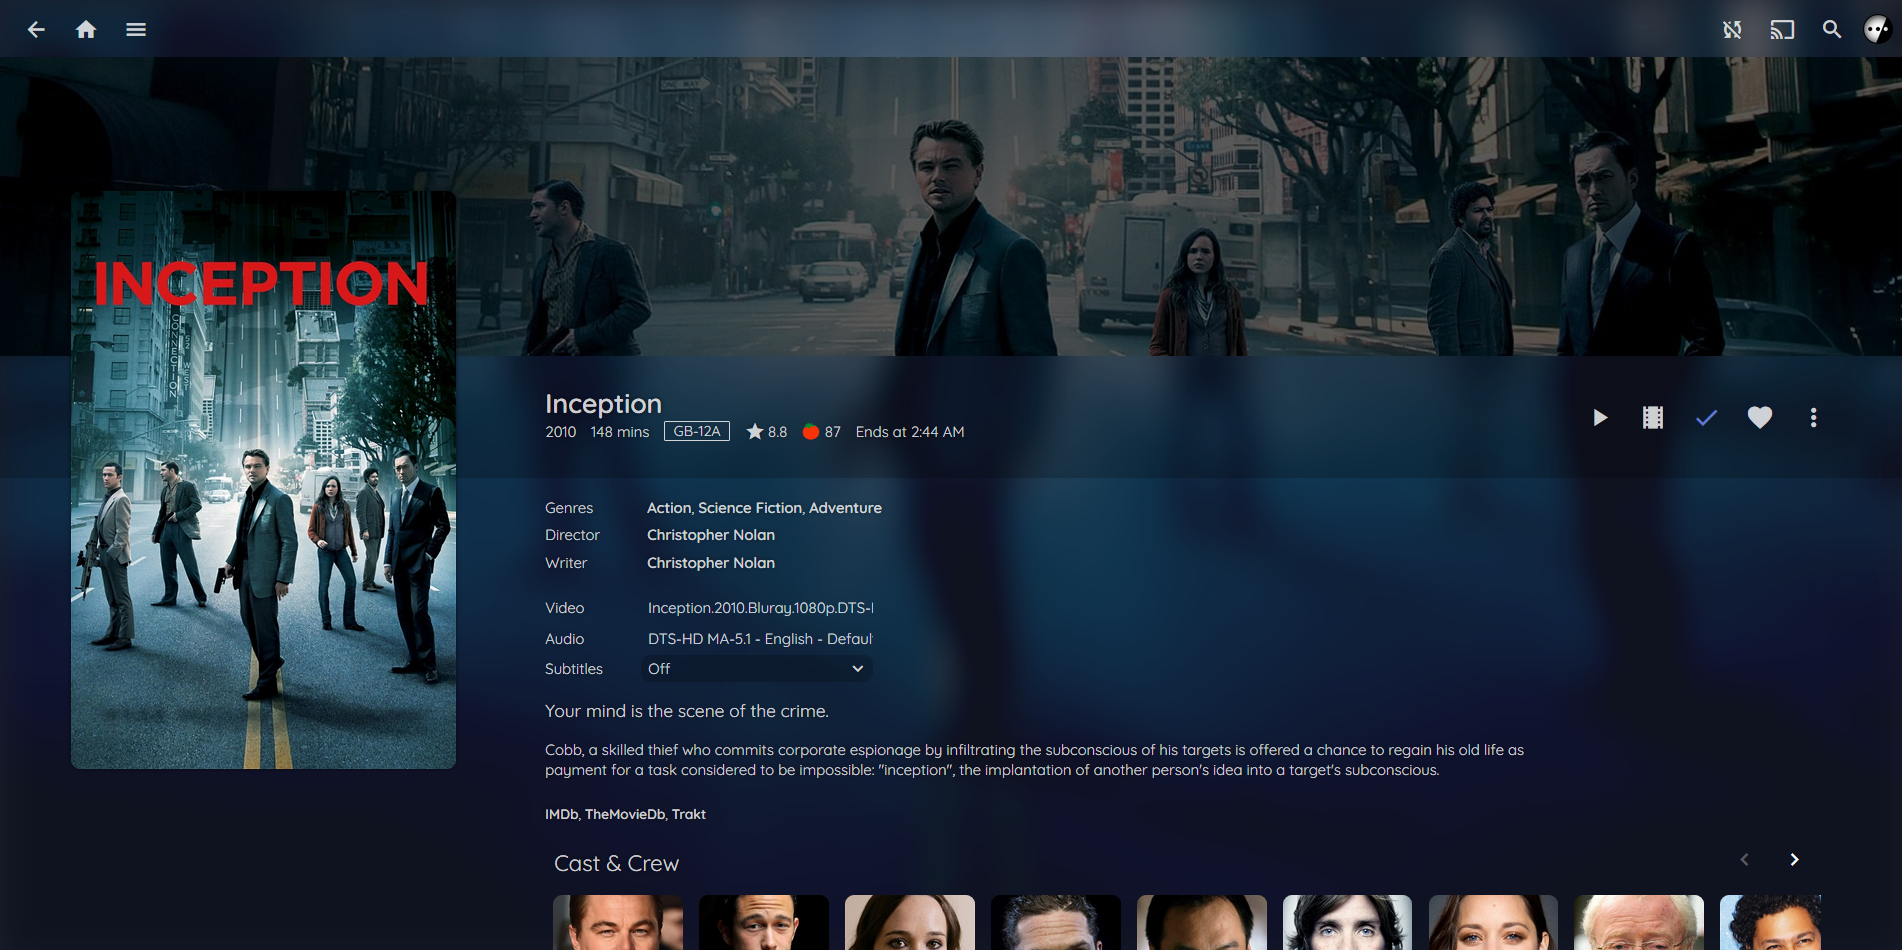 ONE WAY
INCEPTION
CONNECTION
Inception
2010 148 mins GB-12A 8.8 87 Ends at 2:44 AM
Genres Action, Science Fiction, Adventure
Director Christopher Nolan
Writer Christopher Nolan
Video Inception.2010.Bluray.1080p.DTS-
Audio DTS-HD MA-5.1 - English - Defaul
Subtitles Off
Your mind is the scene of the crime.
Cobb, a skilled thief who commits corporate espionage by infiltrating the subconscious of his targets is offered a chance to regain his old life as
payment for a task considered to be impossible: "inception", the implantation of another person's idea into a target's subconscious.
IMDb, TheMovieDb, Trakt
Cast & Crew